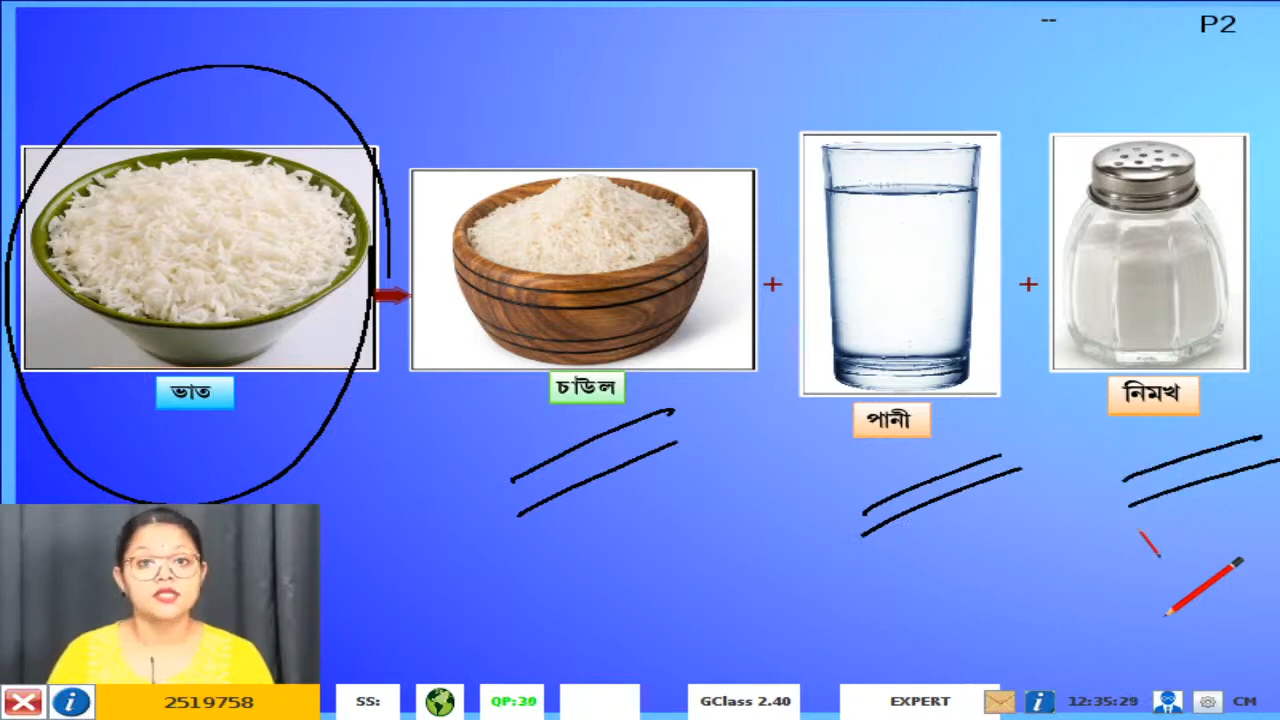 -- P2
ভাত
চাউল
পানী
নিমখ
+ +
2519758 SS: QP:39 GClass 2.40 EXPERT 12:35:29 CM